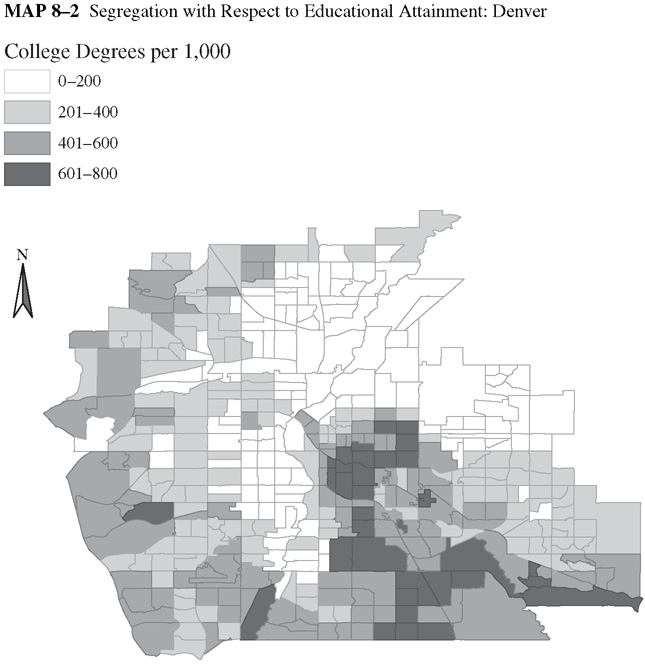 MAP 8–2 Segregation with Respect to Educational Attainment: Denver
College Degrees per 1,000
0–200
201–400
401–600
601–800
N